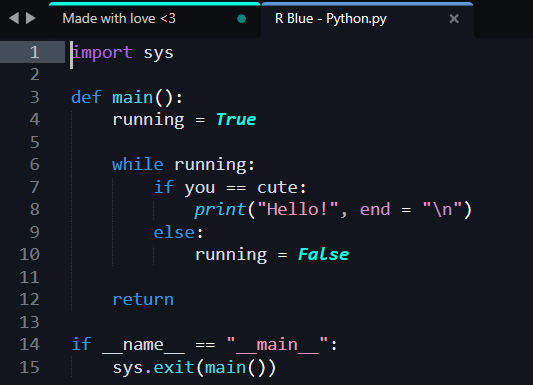 Made with love <3
R Blue - Python.py
1 import sys
2
3 def main():
4     running = True
5
6     while running:
7         if you == cute:
8             print("Hello!", end = "\n")
9         else:
10             running = False
11
12     return
13
14 if __name__ == "__main__":
15     sys.exit(main())